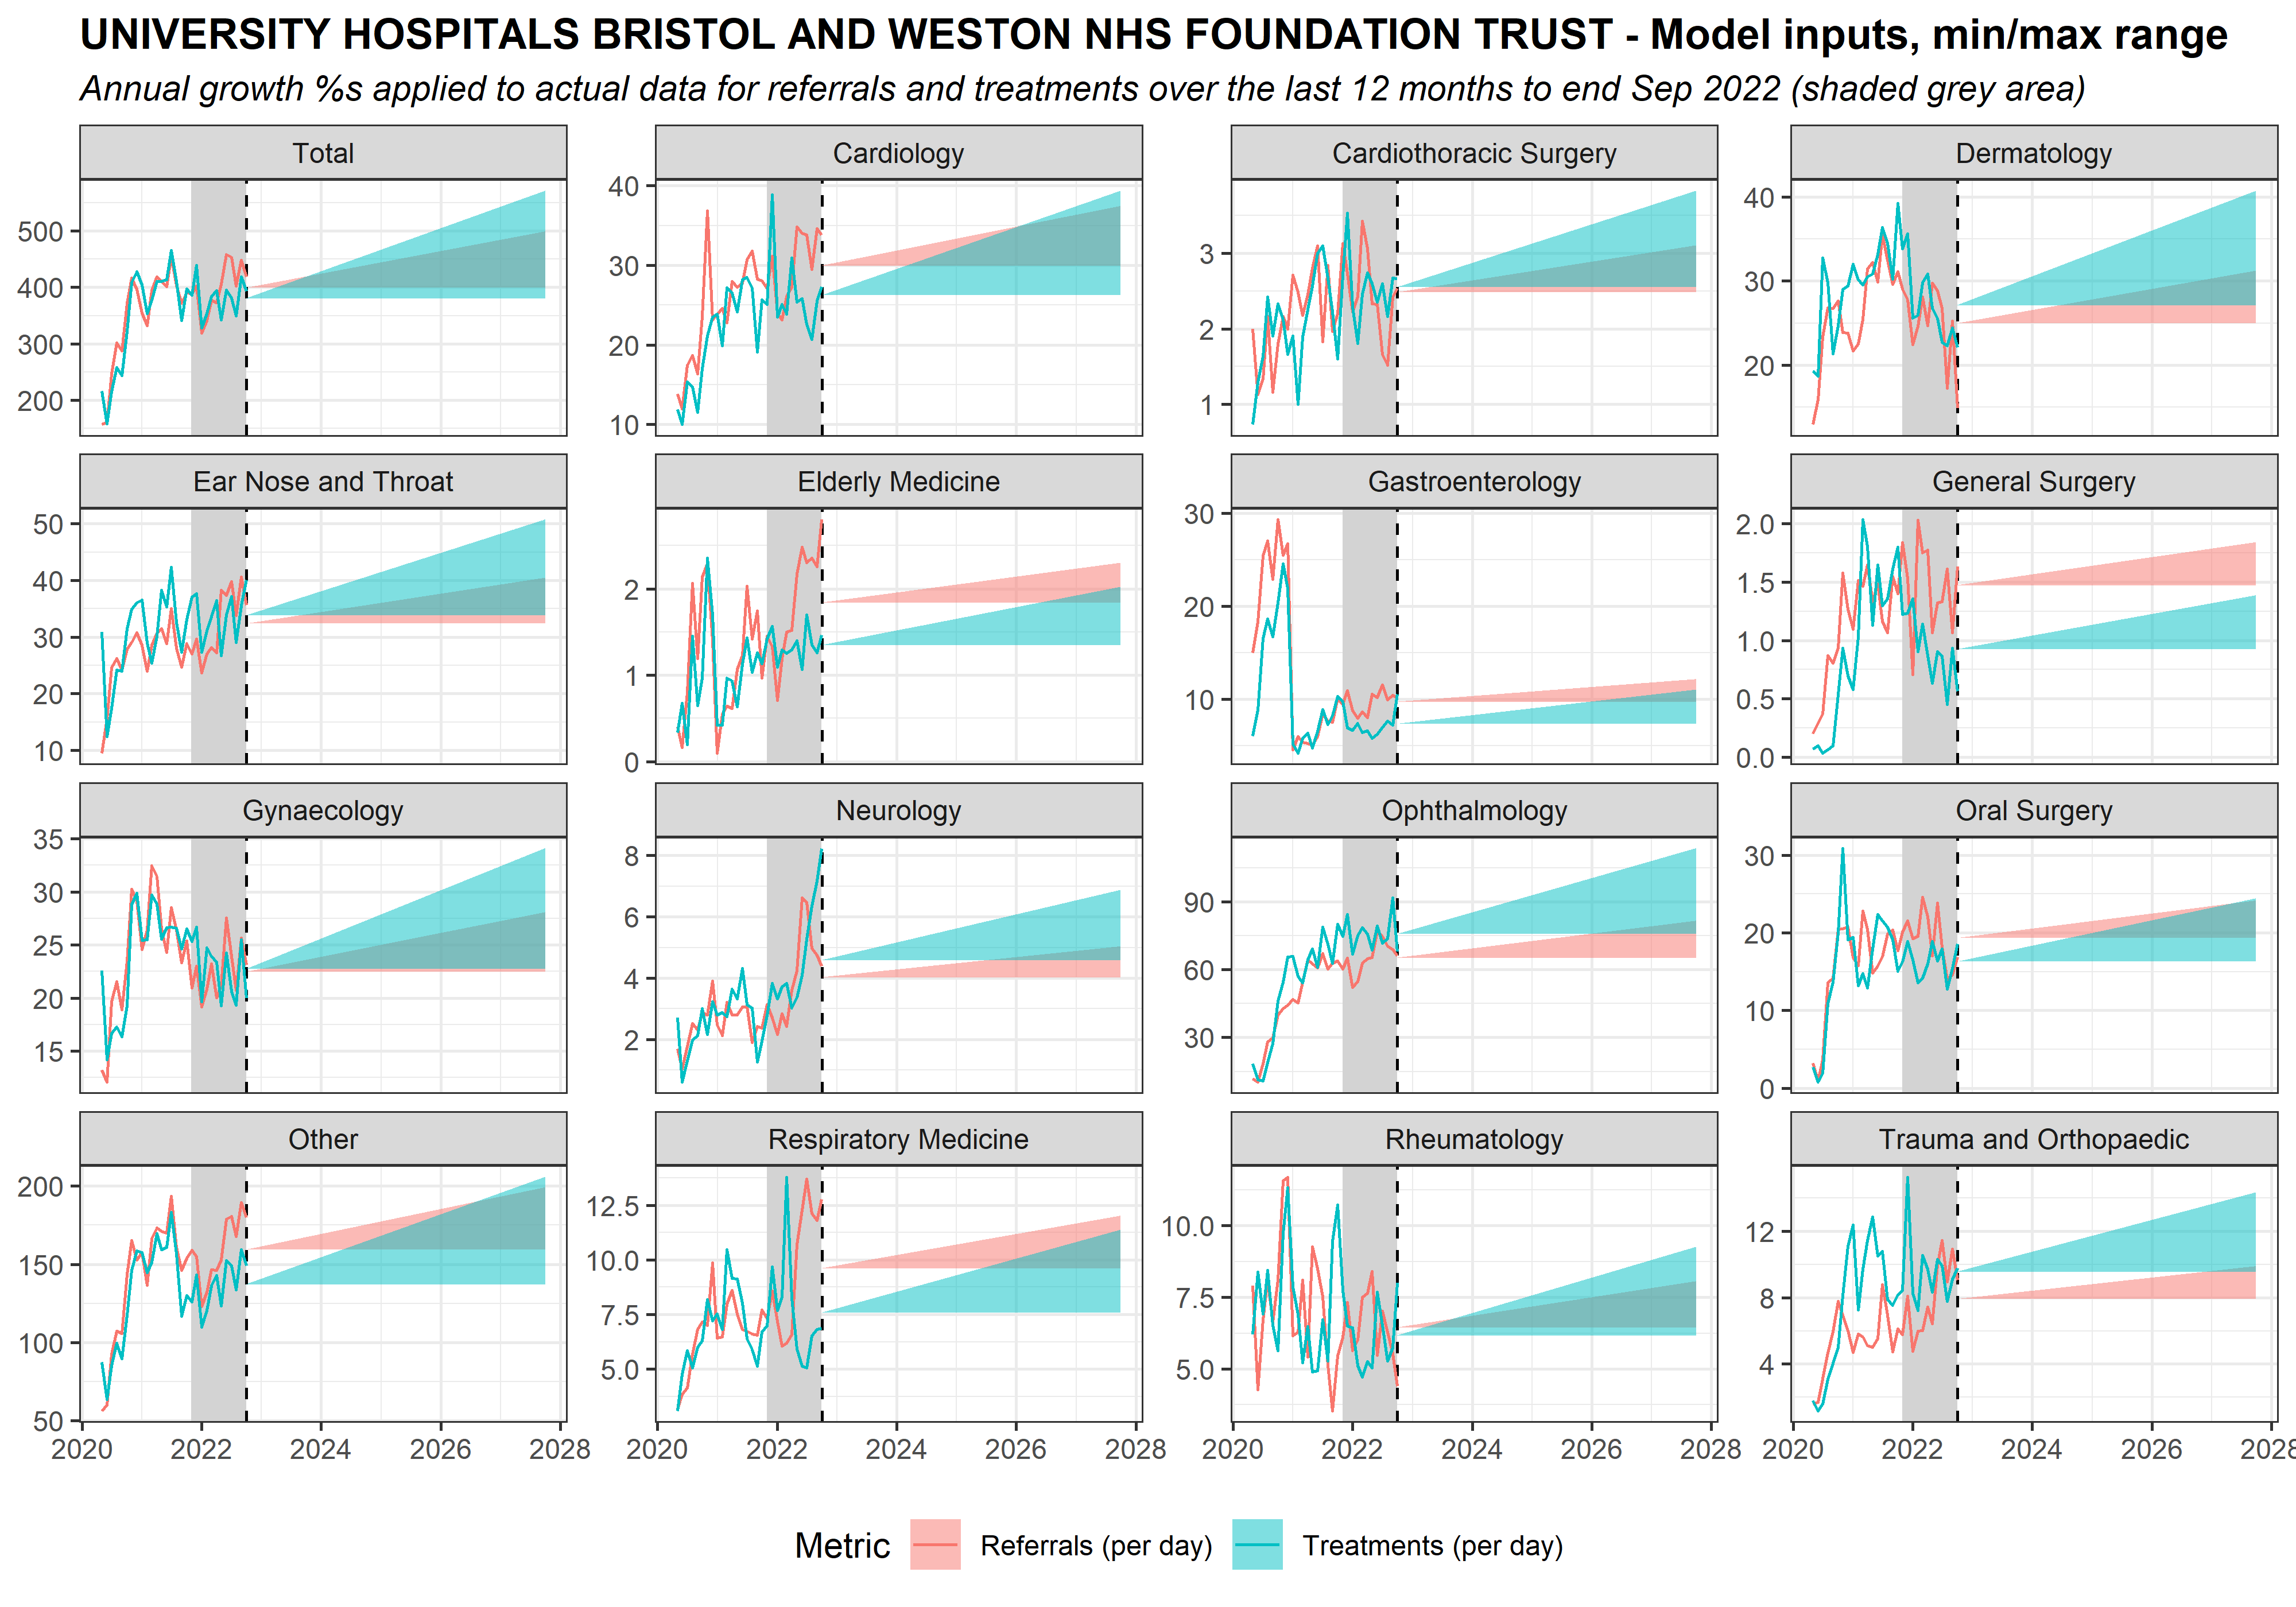 UNIVERSITY HOSPITALS BRISTOL AND WESTON NHS FOUNDATION TRUST - Model inputs, min/max range
Annual growth %s applied to actual data for referrals and treatments over the last 12 months to end Sep 2022 (shaded grey area)
Total
500
400
300
200
Cardiology
40
30
20
10
Cardiothoracic Surgery
3
2
1
Dermatology
40
30
20
Ear Nose and Throat
50
40
30
20
10
Elderly Medicine
2
1
0
Gastroenterology
30
20
10
General Surgery
2.0
1.5
1.0
0.5
0.0
Gynaecology
35
30
25
20
15
Neurology
8
6
4
2
Ophthalmology
90
60
30
Oral Surgery
30
20
10
0
Other
200
150
100
50
2020 2022 2024 2026 2028
Respiratory Medicine
12.5
10.0
7.5
5.0
2020 2022 2024 2026 2028
Rheumatology
10.0
7.5
5.0
2020 2022 2024 2026 2028
Trauma and Orthopaedic
12
8
4
2020 2022 2024 2026 2028
Metric Referrals (per day) Treatments (per day)